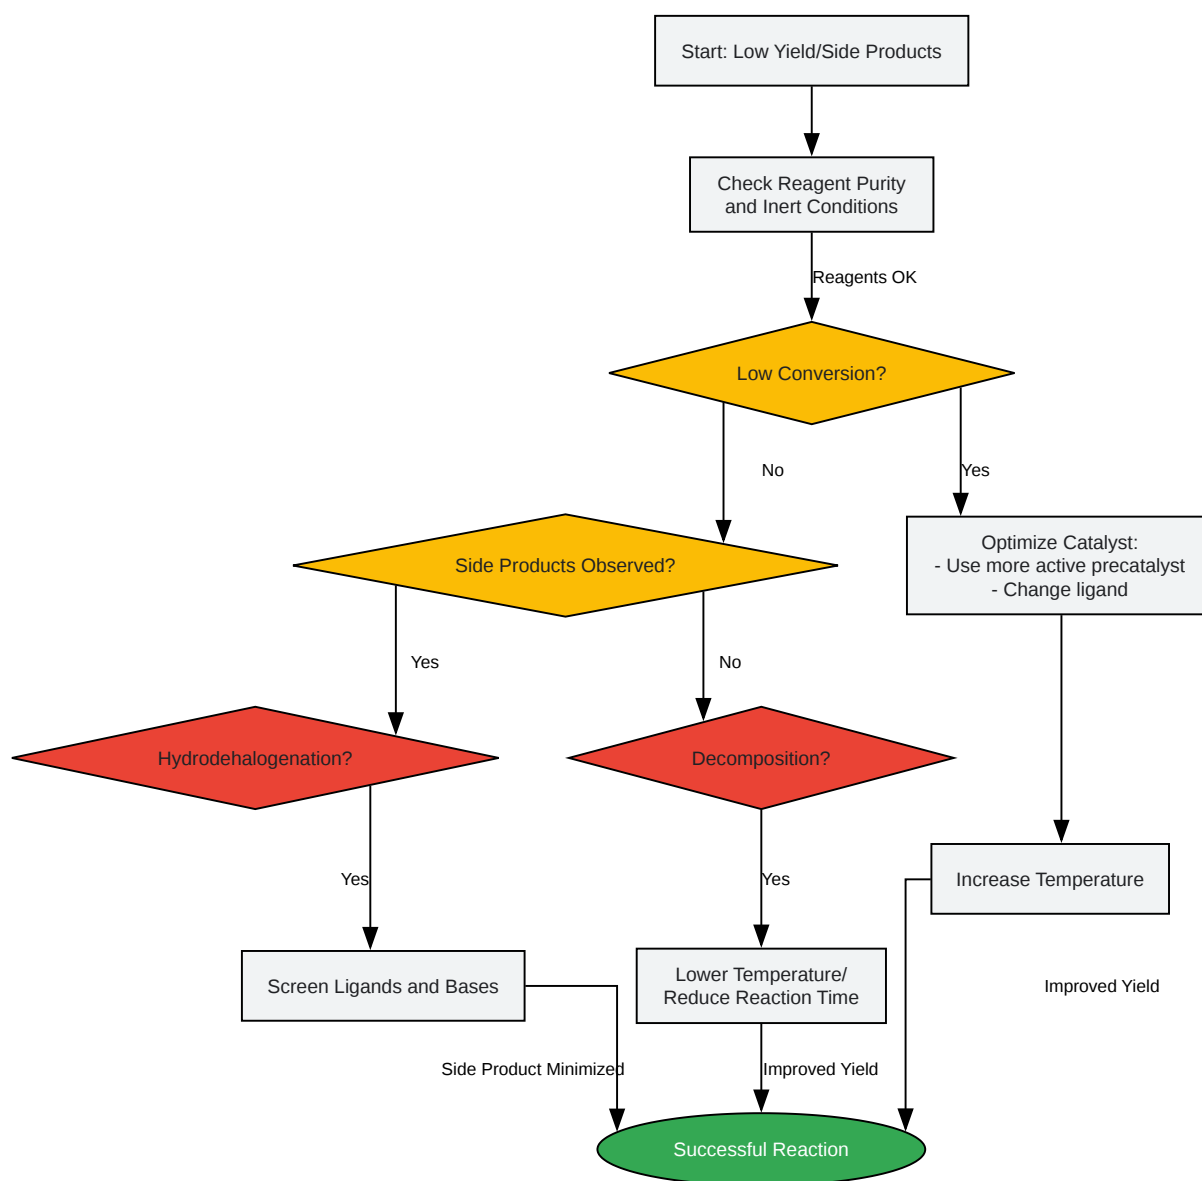 Start: Low Yield/Side Products
Check Reagent Purity
and Inert Conditions
Reagents OK
Low Conversion?
No
Yes
Side Products Observed?
Optimize Catalyst:
- Use more active precatalyst
- Change ligand
Yes
No
Hydrodehalogenation?
Decomposition?
Yes
Yes
Increase Temperature
Screen Ligands and Bases
Lower Temperature/
Reduce Reaction Time
Improved Yield
Side Product Minimized
Improved Yield
Successful Reaction